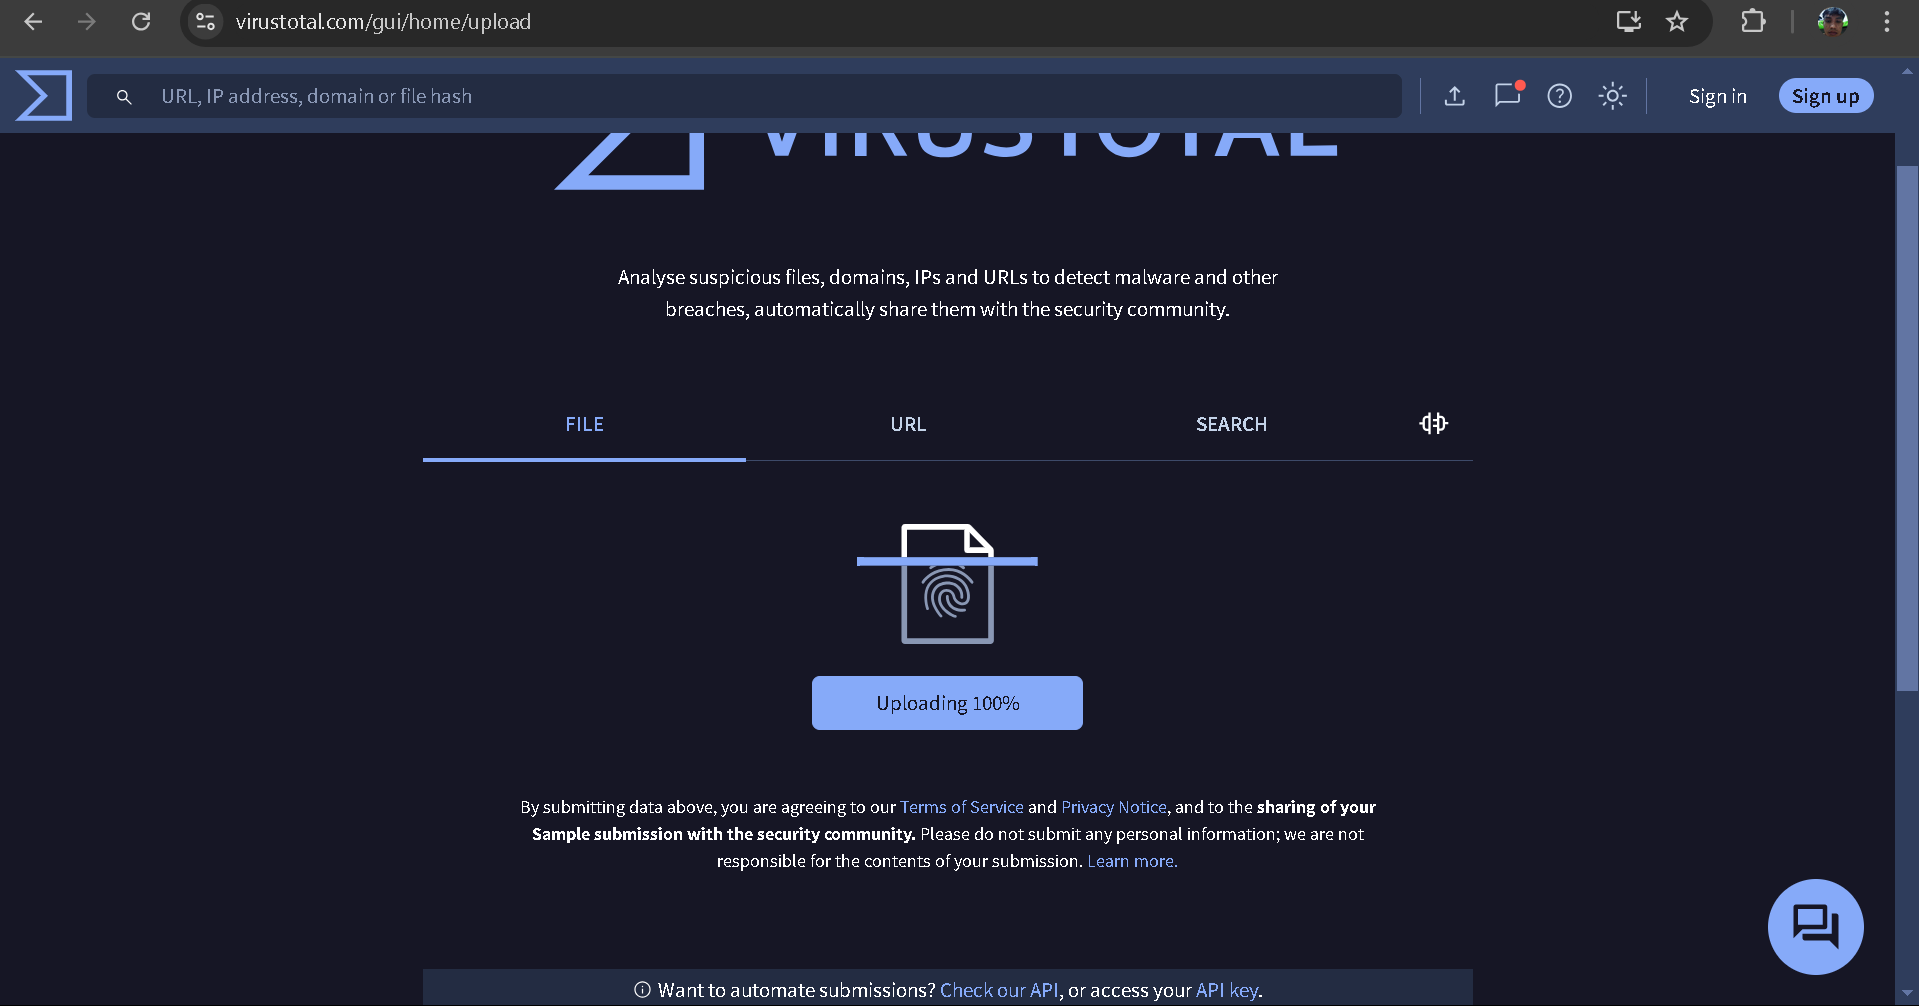 virustotal.com/gui/home/upload
URL, IP address, domain or file hash
Sign in
Sign up
VIRUSTOTAL
Analyse suspicious files, domains, IPs and URLs to detect malware and other
breaches, automatically share them with the security community.
FILE
URL
SEARCH
Uploading 100%
By submitting data above, you are agreeing to our Terms of Service and Privacy Notice, and to the sharing of your
Sample submission with the security community. Please do not submit any personal information; we are not
responsible for the contents of your submission. Learn more.
Want to automate submissions? Check our API, or access your API key.